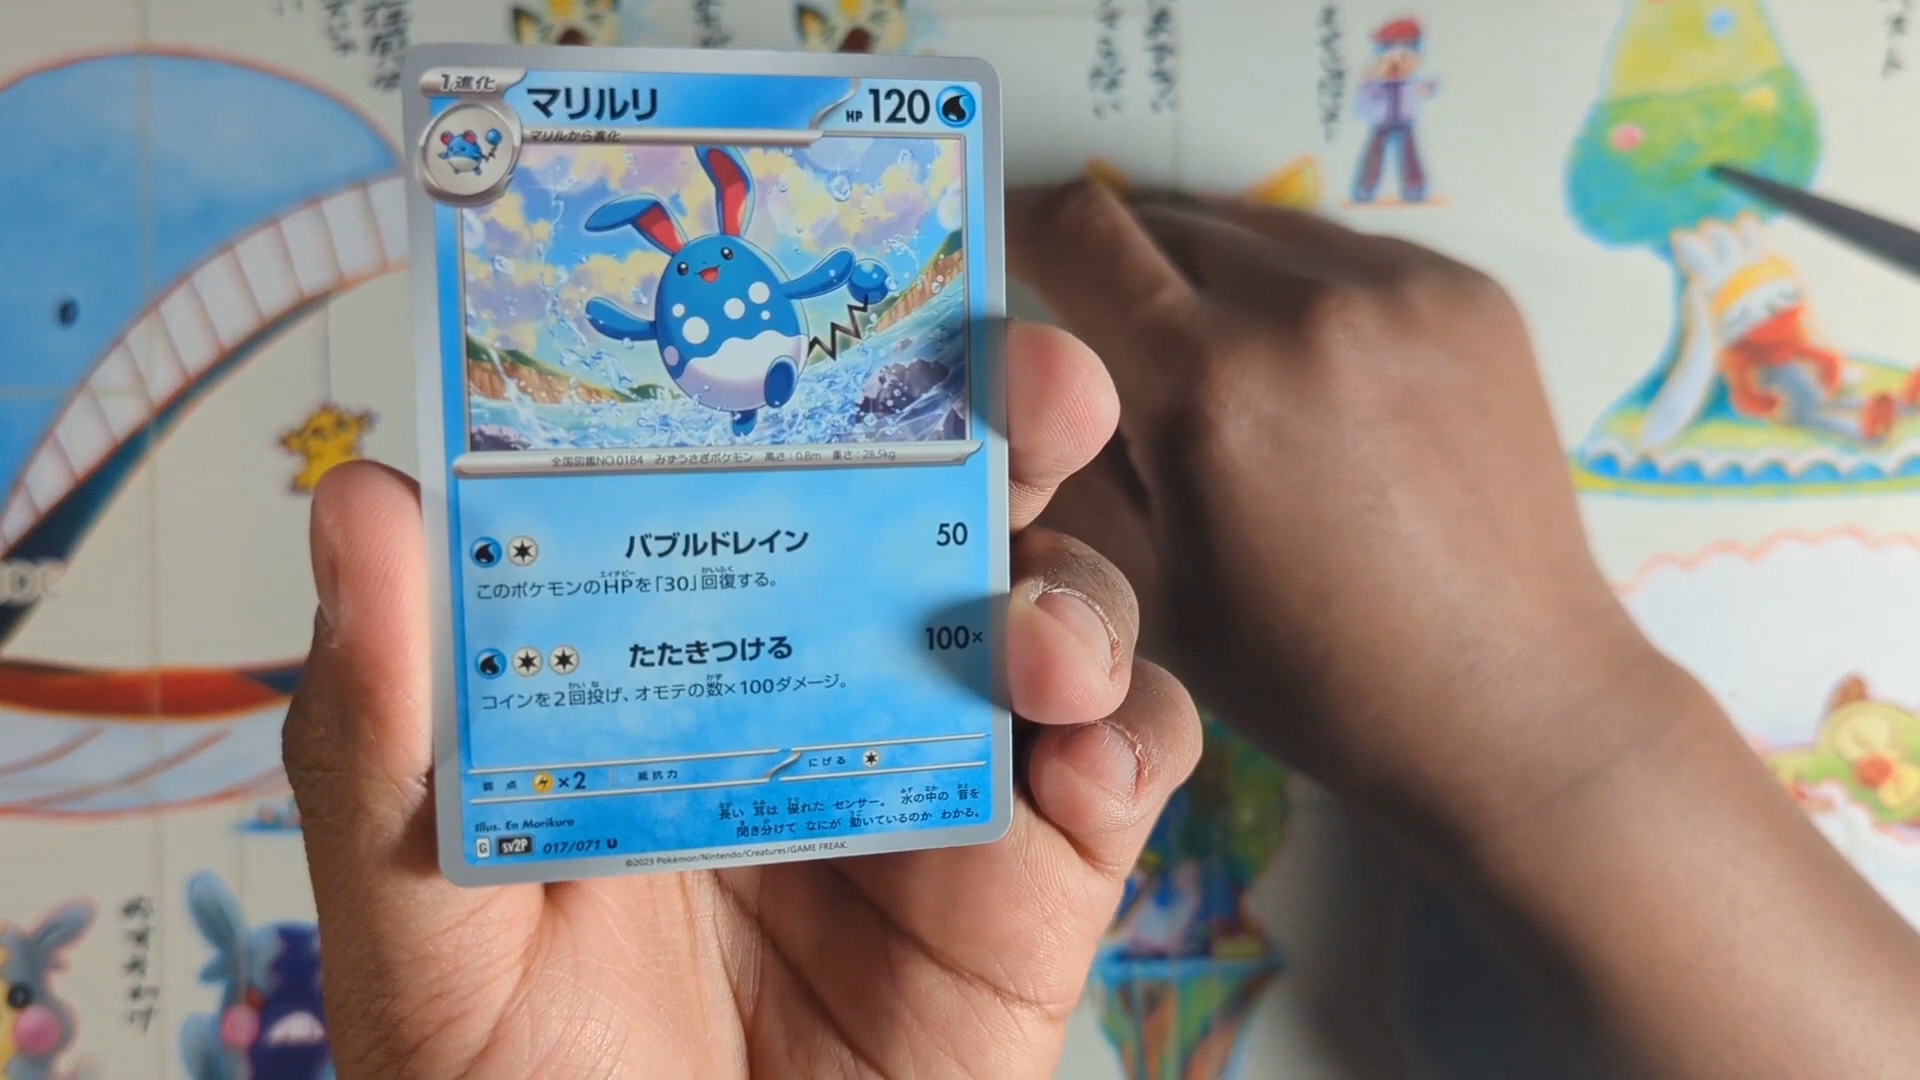 1進化
マリルリ
HP 120
マリルから進化
全国図鑑NO.0184 みずうさぎポケモン 高さ:0.8m 重さ:28.5kg
バブルドレイン 50
このポケモンのHPを「30」回復する。
たたきつける 100×
コインを2回投げ、オモテの数×100ダメージ。
弱点 ×2 抵抗力 にげる
長い 耳は 優れた センサー。 水の中の 音を
聞き分けて なにが 動いているのか わかる。
Illus. En Morikura
G SV2P 017/071 U
©2023 Pokémon/Nintendo/Creatures/GAME FREAK.